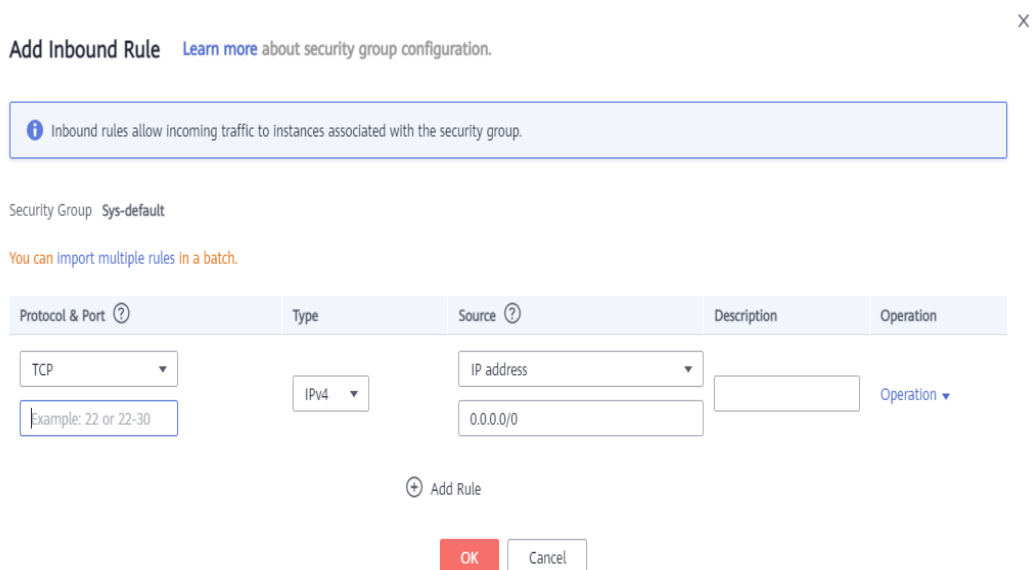 X
Add Inbound Rule Learn more about security group configuration.
Inbound rules allow incoming traffic to instances associated with the security group.
Security Group Sys-default
You can import multiple rules in a batch.
Protocol & Port ? Type Source ? Description Operation
TCP IP address
IPv4 Operation
Example: 22 or 22-30 0.0.0.0/0
Add Rule
OK Cancel